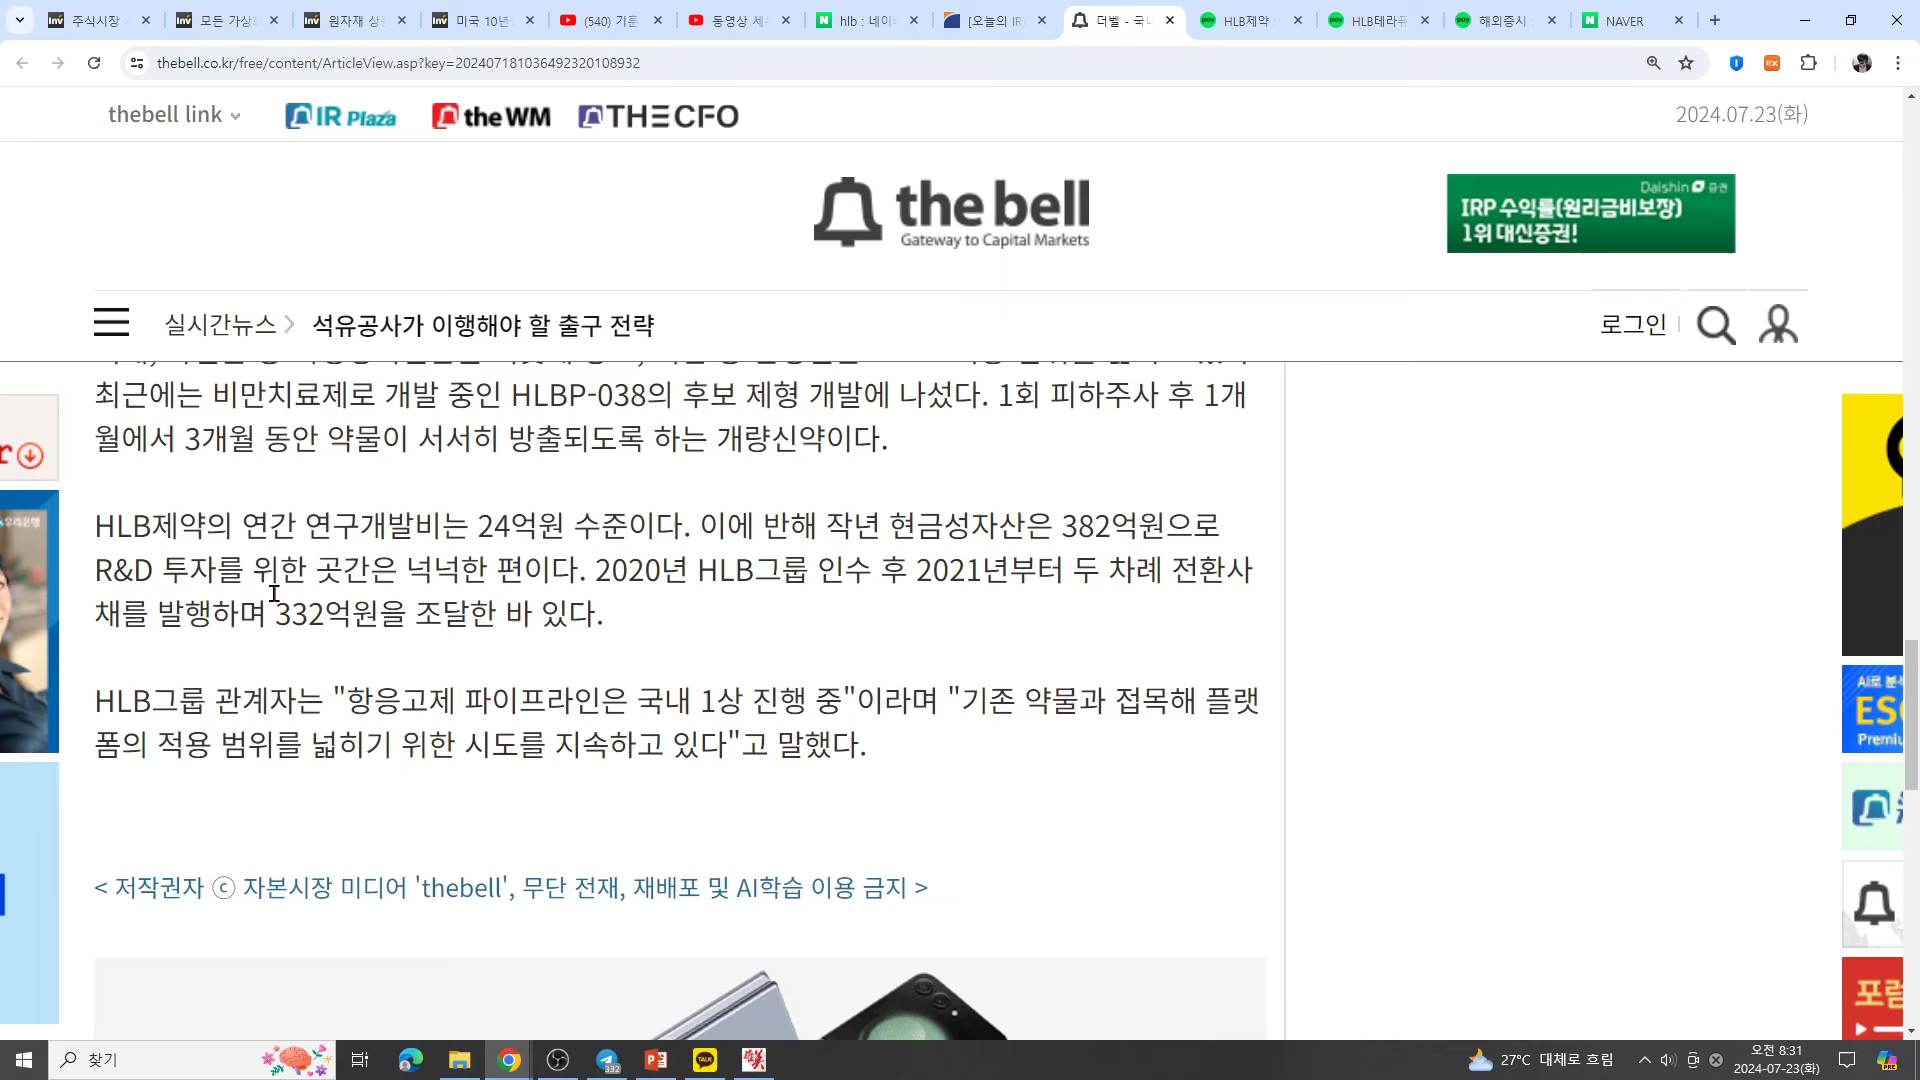 주식시장
모든 가상화
원자재 상
미국 10년
(540) 기훈
동영상 세
hlb : 네이버
[오늘의 IR]
더벨 - 국내
HLB제약 :
HLB테라퓨
해외증시 :
NAVER
thebell.co.kr/free/content/ArticleView.asp?key=202407181036492320108932
thebell link
IR Plaza
the WM
THECFO
2024.07.23(화)
the bell
Gateway to Capital Markets
Daishin 증권
IRP 수익률(원리금비보장)
1위 대신증권!
실시간뉴스
석유공사가 이행해야 할 출구 전략
로그인
최근에는 비만치료제로 개발 중인 HLBP-038의 후보 제형 개발에 나섰다. 1회 피하주사 후 1개
월에서 3개월 동안 약물이 서서히 방출되도록 하는 개량신약이다.
HLB제약의 연간 연구개발비는 24억원 수준이다. 이에 반해 작년 현금성자산은 382억원으로
R&D 투자를 위한 곳간은 넉넉한 편이다. 2020년 HLB그룹 인수 후 2021년부터 두 차례 전환사
채를 발행하며 332억원을 조달한 바 있다.
HLB그룹 관계자는 "항응고제 파이프라인은 국내 1상 진행 중"이라며 "기존 약물과 접목해 플랫
폼의 적용 범위를 넓히기 위한 시도를 지속하고 있다"고 말했다.
< 저작권자 ⓒ 자본시장 미디어 'thebell', 무단 전재, 재배포 및 AI학습 이용 금지 >
우리은행
AI로 분석
ES
Premiu
포럼
찾기
332
TALK
27°C 대체로 흐림
오전 8:31
2024-07-23(화)